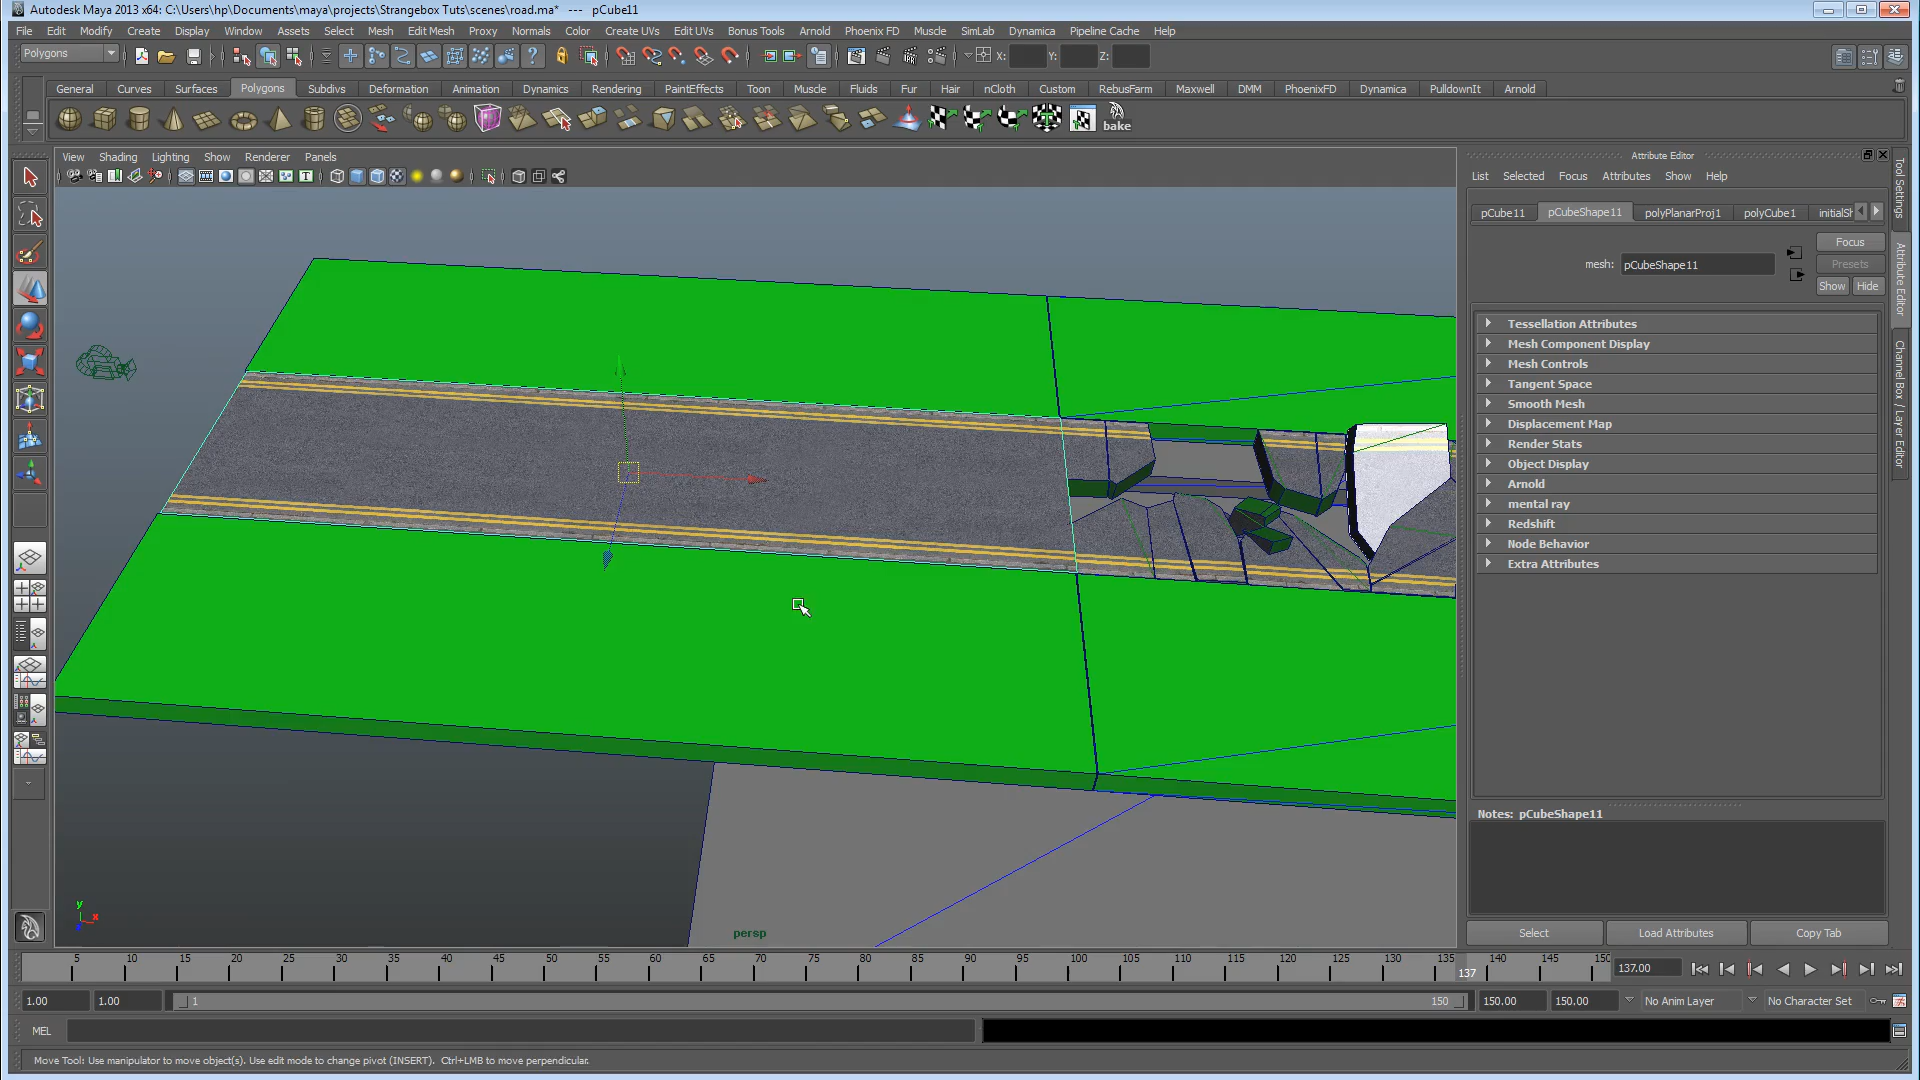 Autodesk Maya 2013 x64: C:\Users\hp\Documents\maya\projects\Strangebox Tuts\scenes\road.ma* --- pCube11
File Edit Modify Create Display Window Assets Select Mesh Edit Mesh Proxy Normals Color Create UVs Edit UVs Bonus Tools Arnold Phoenix FD Muscle SimLab Dynamica Pipeline Cache Help
Polygons X: Y: Z:
General Curves Surfaces Polygons Subdivs Deformation Animation Dynamics Rendering PaintEffects Toon Muscle Fluids Fur Hair nCloth Custom RebusFarm Maxwell DMM PhoenixFD Dynamica PulldownIt Arnold
bake
View Shading Lighting Show Renderer Panels
Attribute Editor
List Selected Focus Attributes Show Help
pCube11 pCubeShape11 polyPlanarProj1 polyCube1 initialSh
Focus
mesh: pCubeShape11
Presets
Show Hide
Tessellation Attributes
Mesh Component Display
Mesh Controls
Tangent Space
Smooth Mesh
Displacement Map
Render Stats
Object Display
Arnold
mental ray
Redshift
Node Behavior
Extra Attributes
Notes: pCubeShape11
Select Load Attributes Copy Tab
Tool Settings
Attribute Editor
Channel Box / Layer Editor
y
x
z
persp
5 10 15 20 25 30 35 40 45 50 55 60 65 70 75 80 85 90 95 100 105 110 115 120 125 130 135 140 145 150
137
137.00
1.00 1.00 1 150 150.00 150.00 No Anim Layer No Character Set
MEL
Move Tool: Use manipulator to move object(s). Use edit mode to change pivot (INSERT). Ctrl+LMB to move perpendicular.